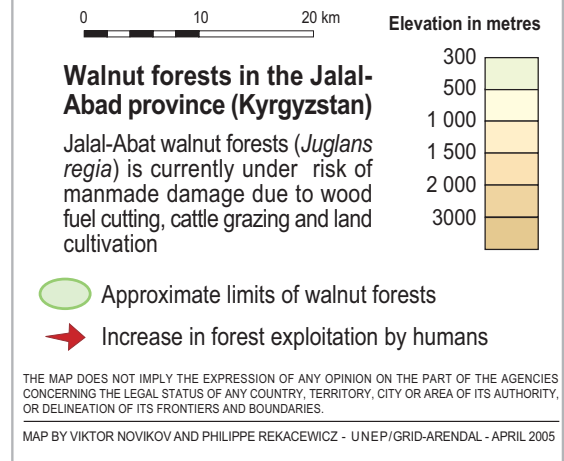 0 10 20 km
Elevation in metres
300
500
1 000
1 500
2 000
3000
Walnut forests in the Jalal-
Abad province (Kyrgyzstan)
Jalal-Abat walnut forests (Juglans
regia) is currently under risk of
manmade damage due to wood
fuel cutting, cattle grazing and land
cultivation
Approximate limits of walnut forests
Increase in forest exploitation by humans
THE MAP DOES NOT IMPLY THE EXPRESSION OF ANY OPINION ON THE PART OF THE AGENCIES
CONCERNING THE LEGAL STATUS OF ANY COUNTRY, TERRITORY, CITY OR AREA OF ITS AUTHORITY,
OR DELINEATION OF ITS FRONTIERS AND BOUNDARIES.
MAP BY VIKTOR NOVIKOV AND PHILIPPE REKACEWICZ - UNEP/GRID-ARENDAL - APRIL 2005